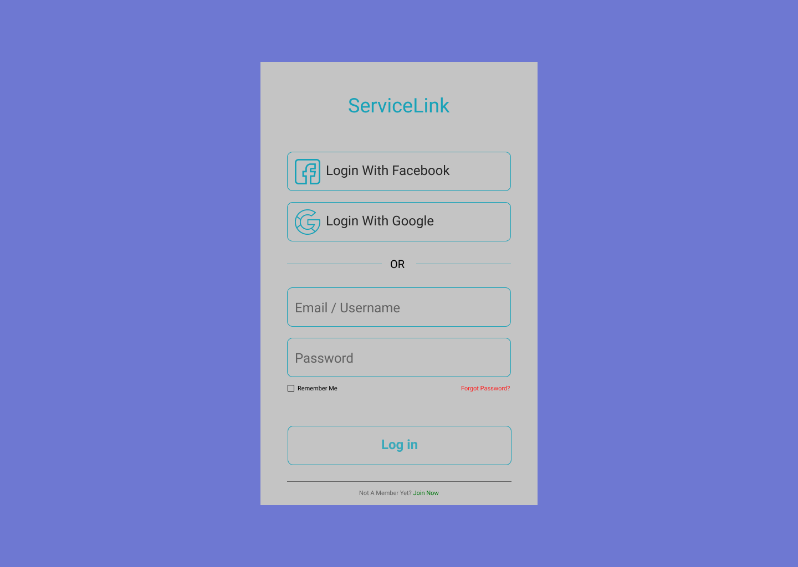 ServiceLink
Login With Facebook
Login With Google
OR
Email / Username
Password
Remember Me
Forgot Password?
Log in
Not A Member Yet? Join Now